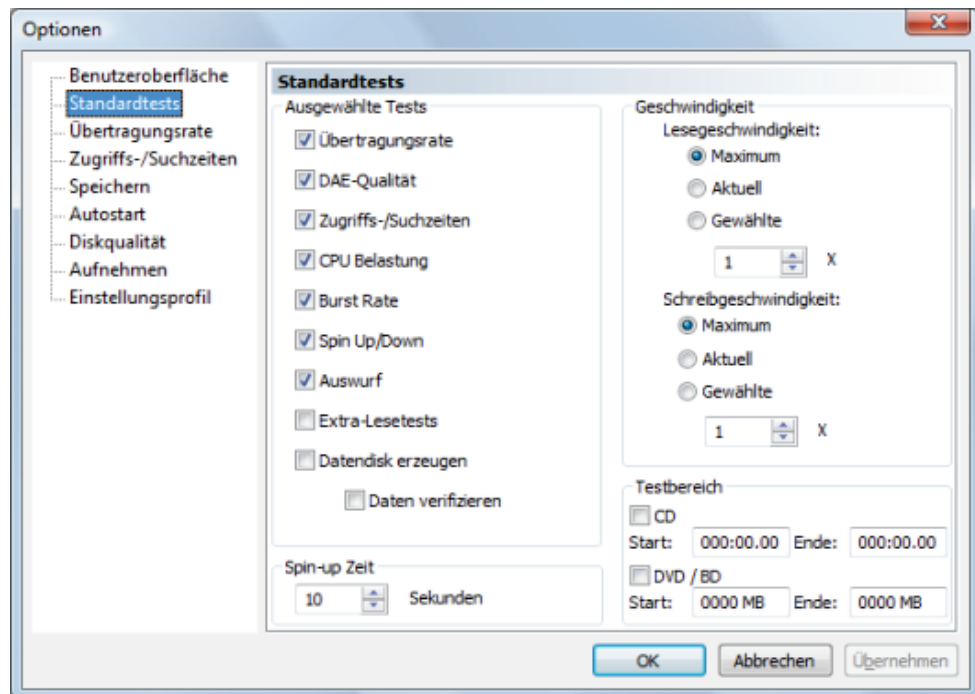 Optionen
X
Benutzeroberfläche
Standardtests
Übertragungsrate
Zugriffs-/Suchzeiten
Speichern
Autostart
Diskqualität
Aufnehmen
Einstellungsprofil
Standardtests
Ausgewählte Tests
Übertragungsrate
DAE-Qualität
Zugriffs-/Suchzeiten
CPU Belastung
Burst Rate
Spin Up/Down
Auswurf
Extra-Lesetests
Datendisk erzeugen
Daten verifizieren
Spin-up Zeit
10 Sekunden
Geschwindigkeit
Lesegeschwindigkeit:
Maximum
Aktuell
Gewählte
1 X
Schreibgeschwindigkeit:
Maximum
Aktuell
Gewählte
1 X
Testbereich
CD
Start: 000:00.00 Ende: 000:00.00
DVD / BD
Start: 0000 MB Ende: 0000 MB
OK Abbrechen Übernehmen